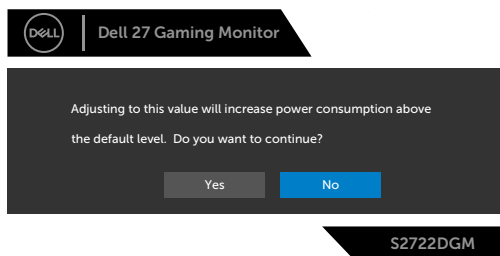 DELL
Dell 27 Gaming Monitor
Adjusting to this value will increase power consumption above
the default level. Do you want to continue?
Yes
No
S2722DGM